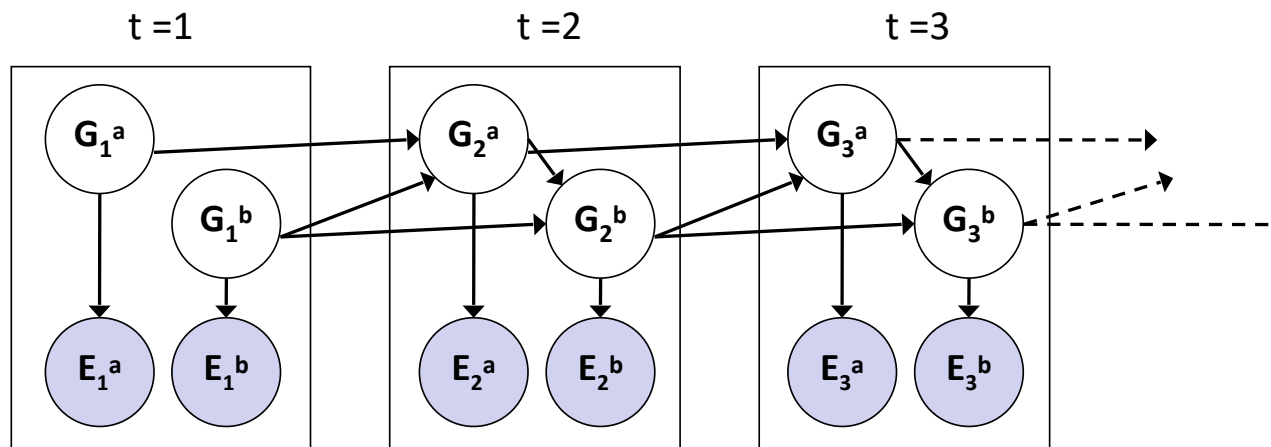 t =1 t =2 t =3
G₁ᵃ G₂ᵃ G₃ᵃ
G₁ᵇ G₂ᵇ G₃ᵇ
E₁ᵃ E₁ᵇ E₂ᵃ E₂ᵇ E₃ᵃ E₃ᵇ